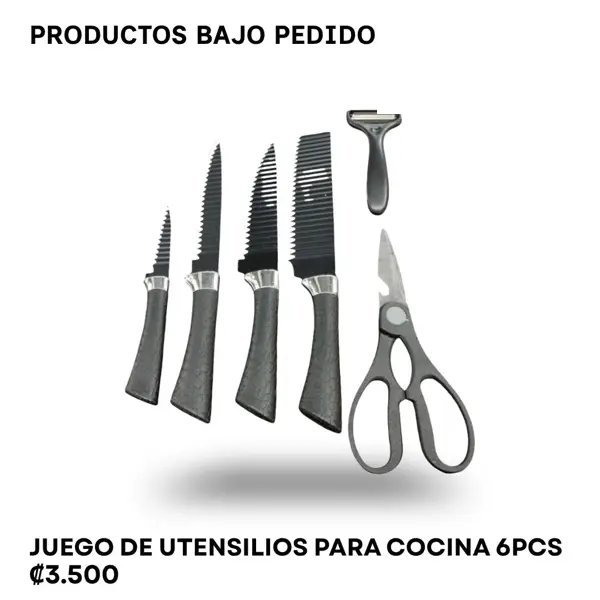 PRODUCTOS BAJO PEDIDO
JUEGO DE UTENSILIOS PARA COCINA 6PCS
₡3.500